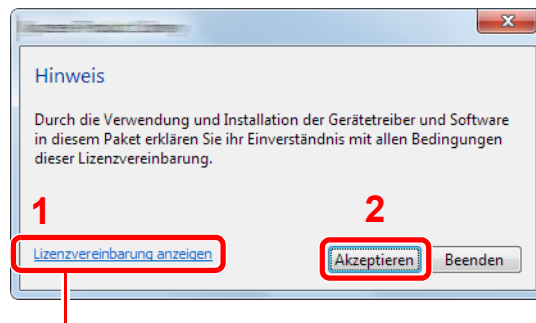 Hinweis
Durch die Verwendung und Installation der Gerätetreiber und Software
in diesem Paket erklären Sie ihr Einverständnis mit allen Bedingungen
dieser Lizenzvereinbarung.
1
2
Lizenzvereinbarung anzeigen
Akzeptieren
Beenden